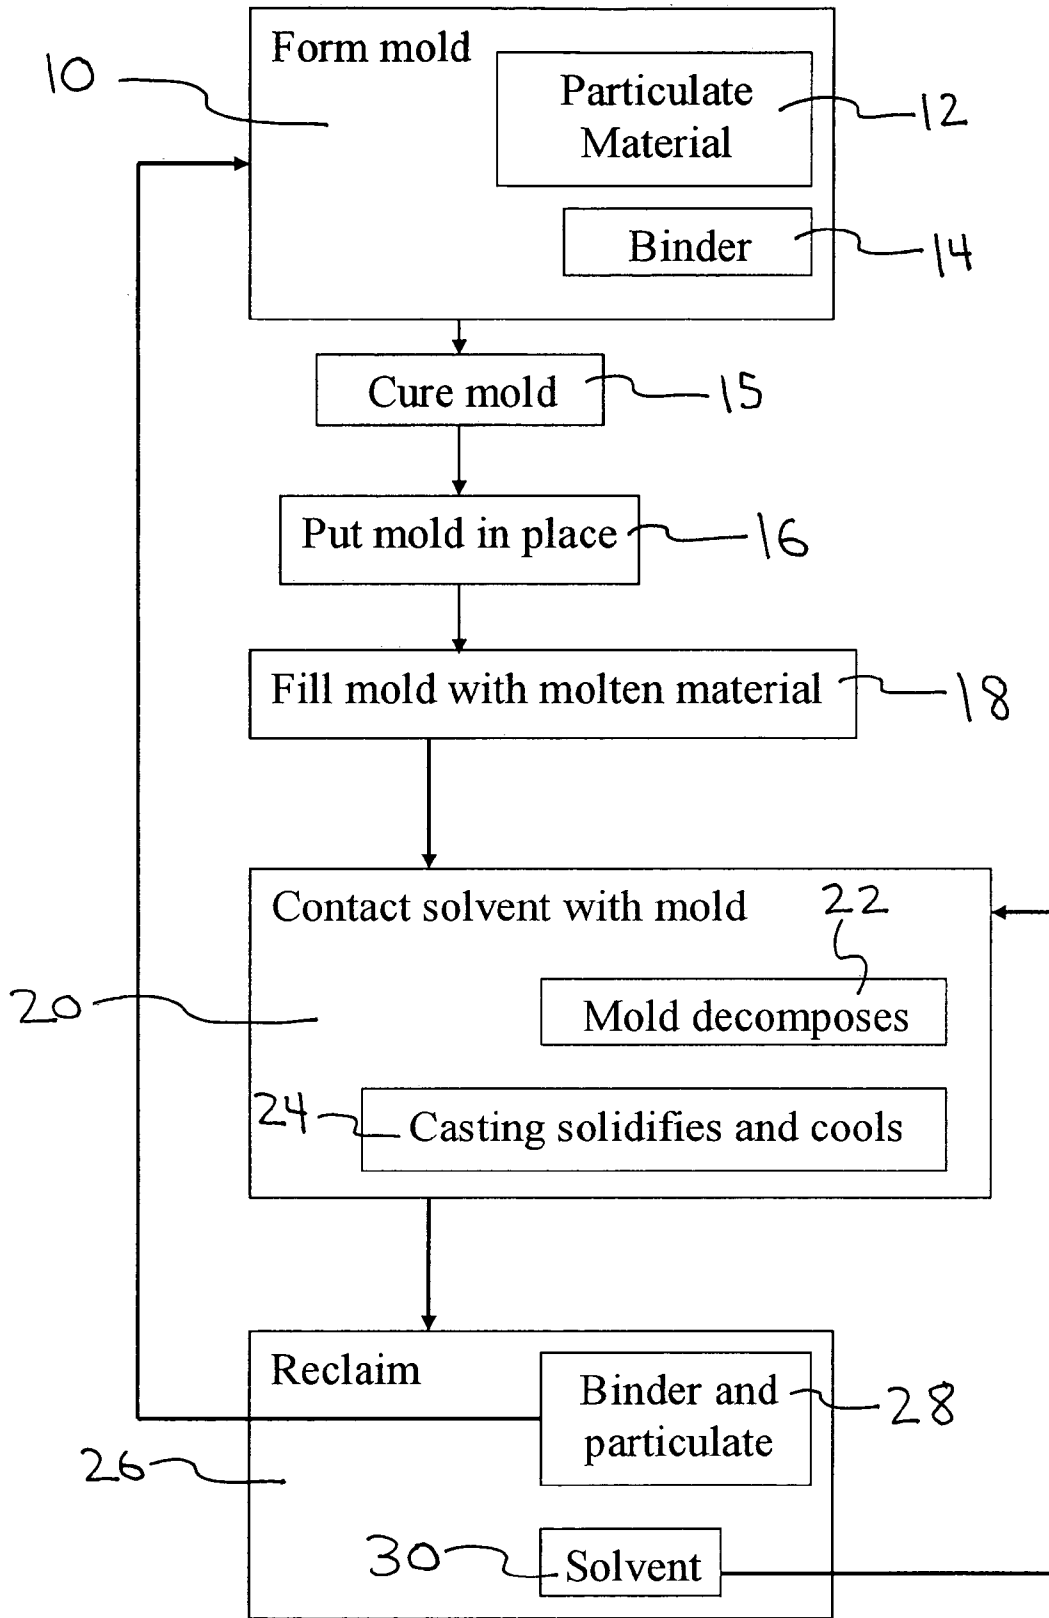 Form mold
10
Particulate
Material
12
Binder
14
Cure mold
15
Put mold in place
16
Fill mold with molten material
18
Contact solvent with mold
22
20
Mold decomposes
24
Casting solidifies and cools
Reclaim
Binder and
particulate
28
26
30
Solvent